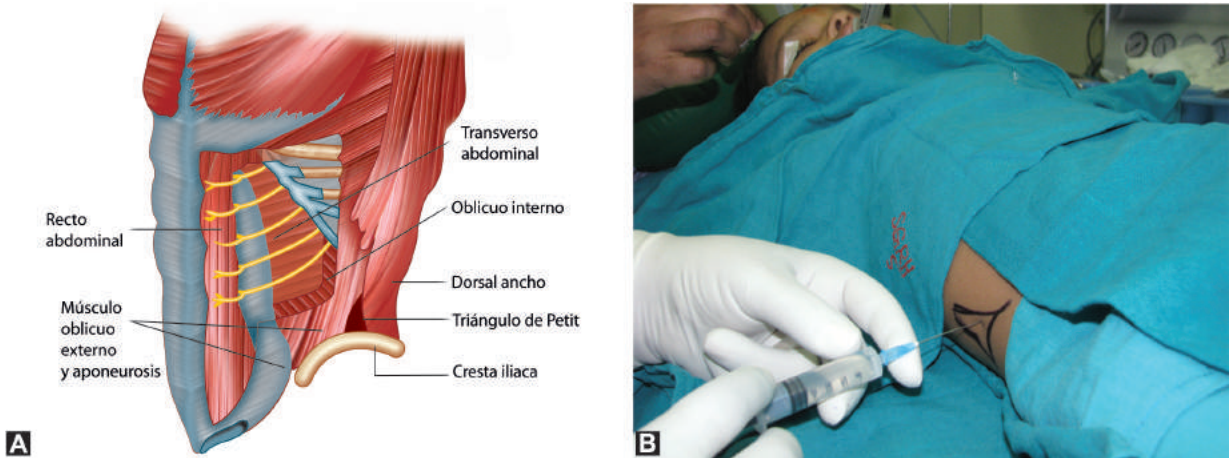 Transverso
abdominal
Recto
abdominal
Oblicuo interno
Dorsal ancho
Músculo
oblicuo
externo
y aponeurosis
Triángulo de Petit
Cresta iliaca
A
B